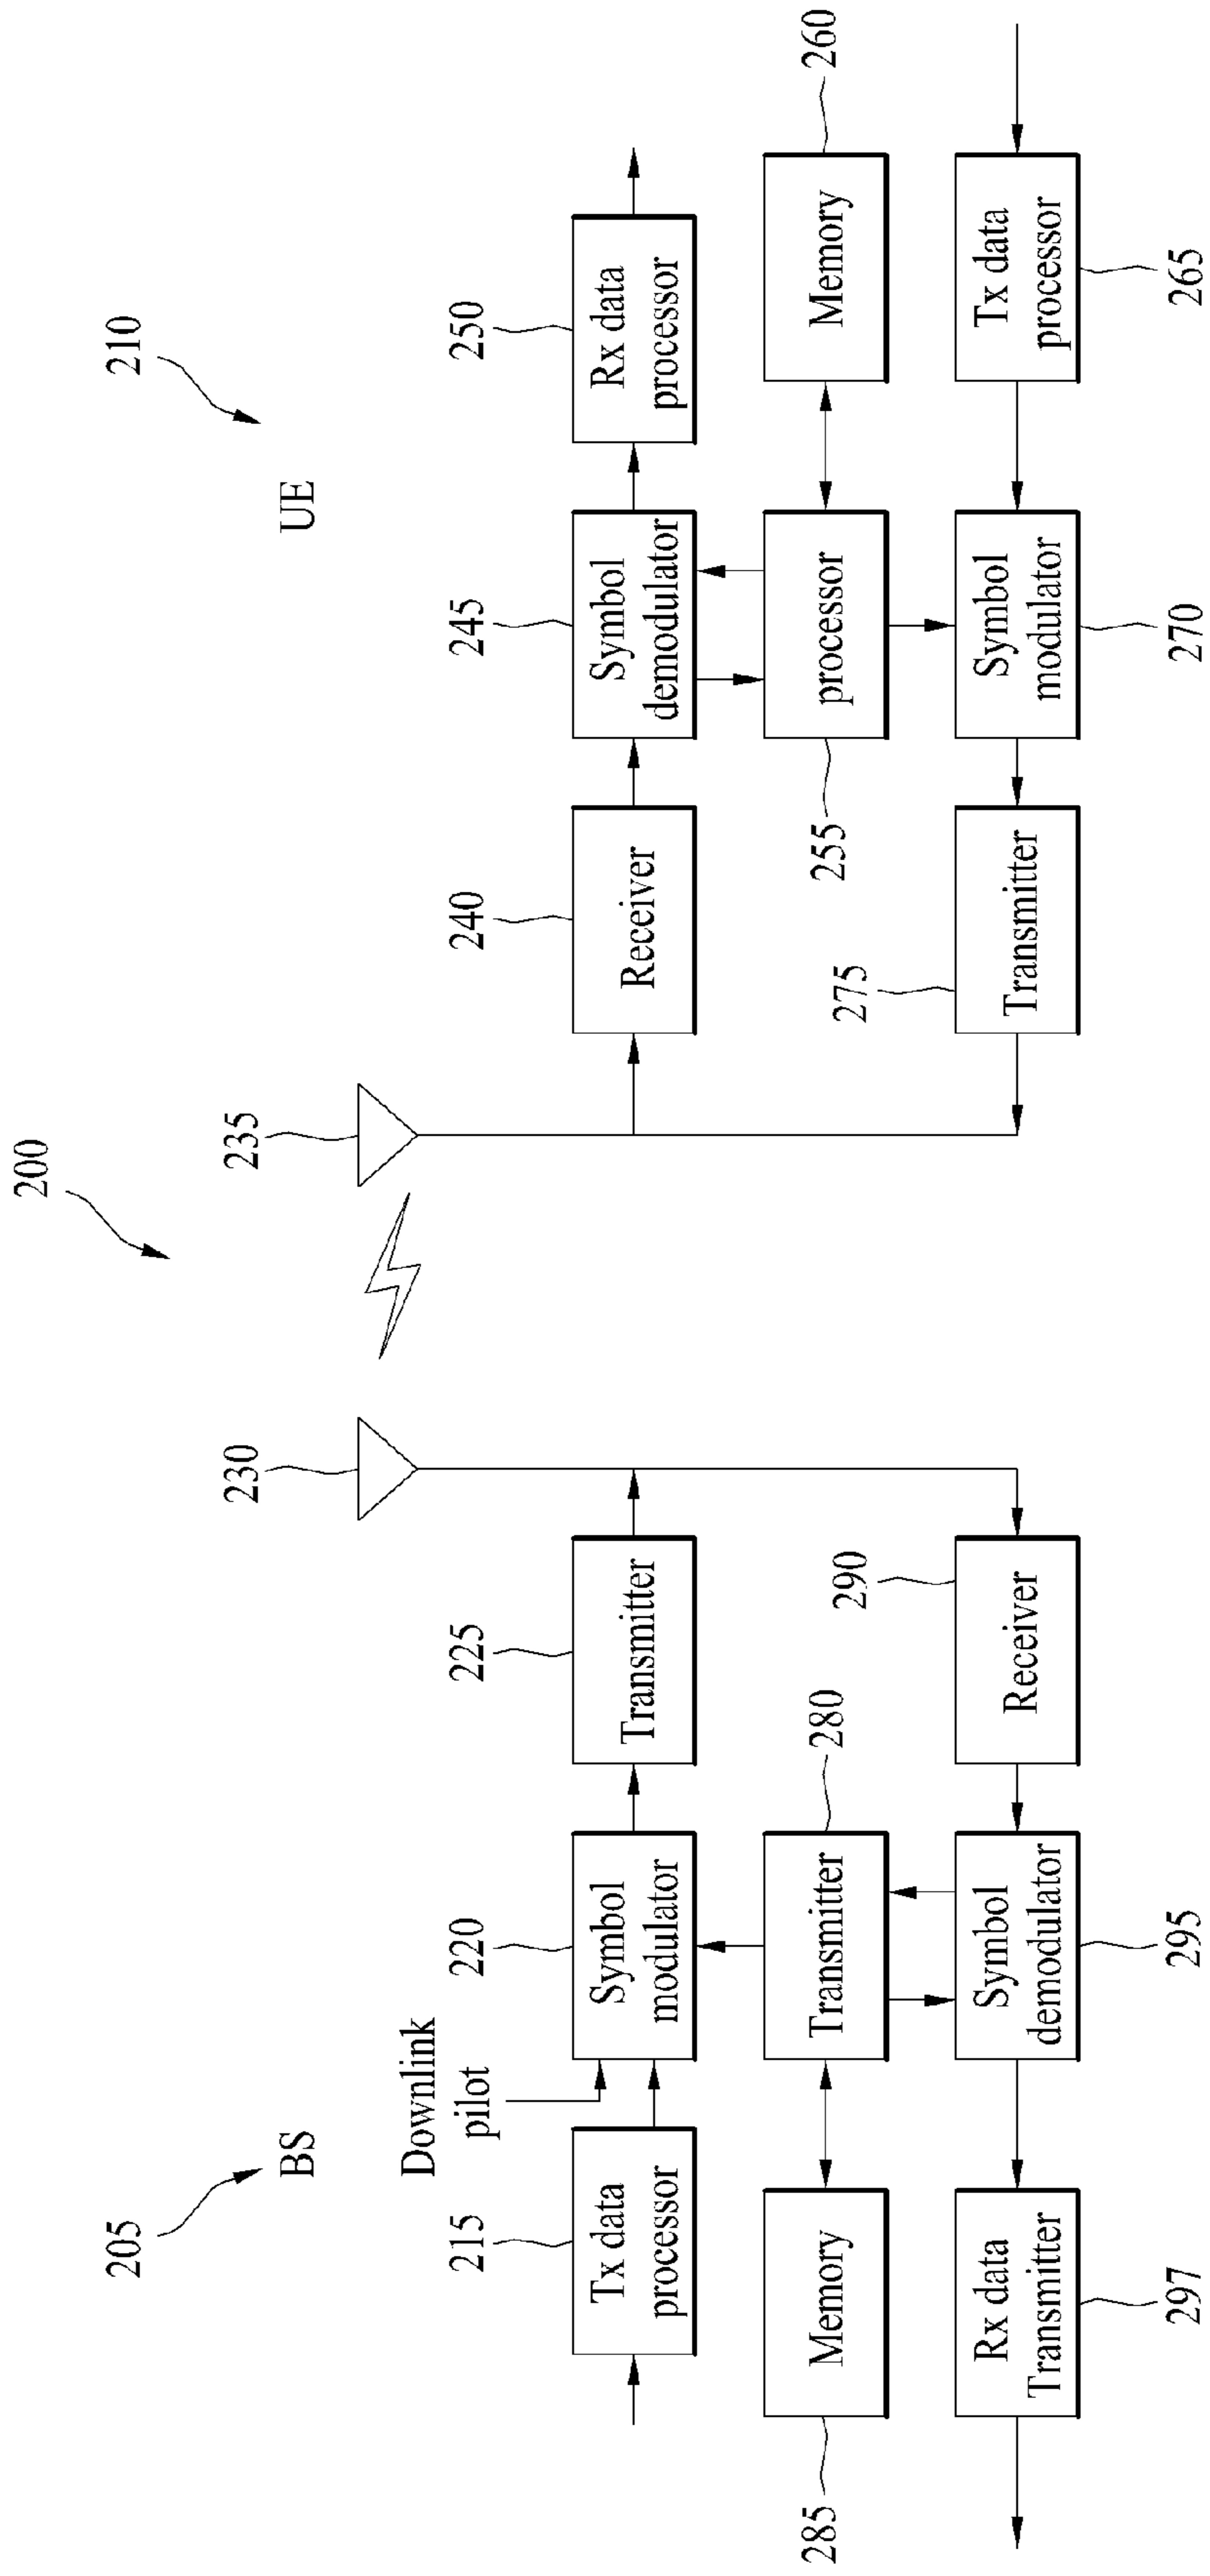 200
205
BS
210
UE
230
235
Downlink
pilot
215
220
225
240
245
250
Tx data
processor
Symbol
modulator
Transmitter
Receiver
Symbol
demodulator
Rx data
processor
280
290
260
Memory
Transmitter
processor
Memory
285
275
255
Rx data
Transmitter
Symbol
demodulator
Receiver
Transmitter
Symbol
modulator
Tx data
processor
297
295
270
265